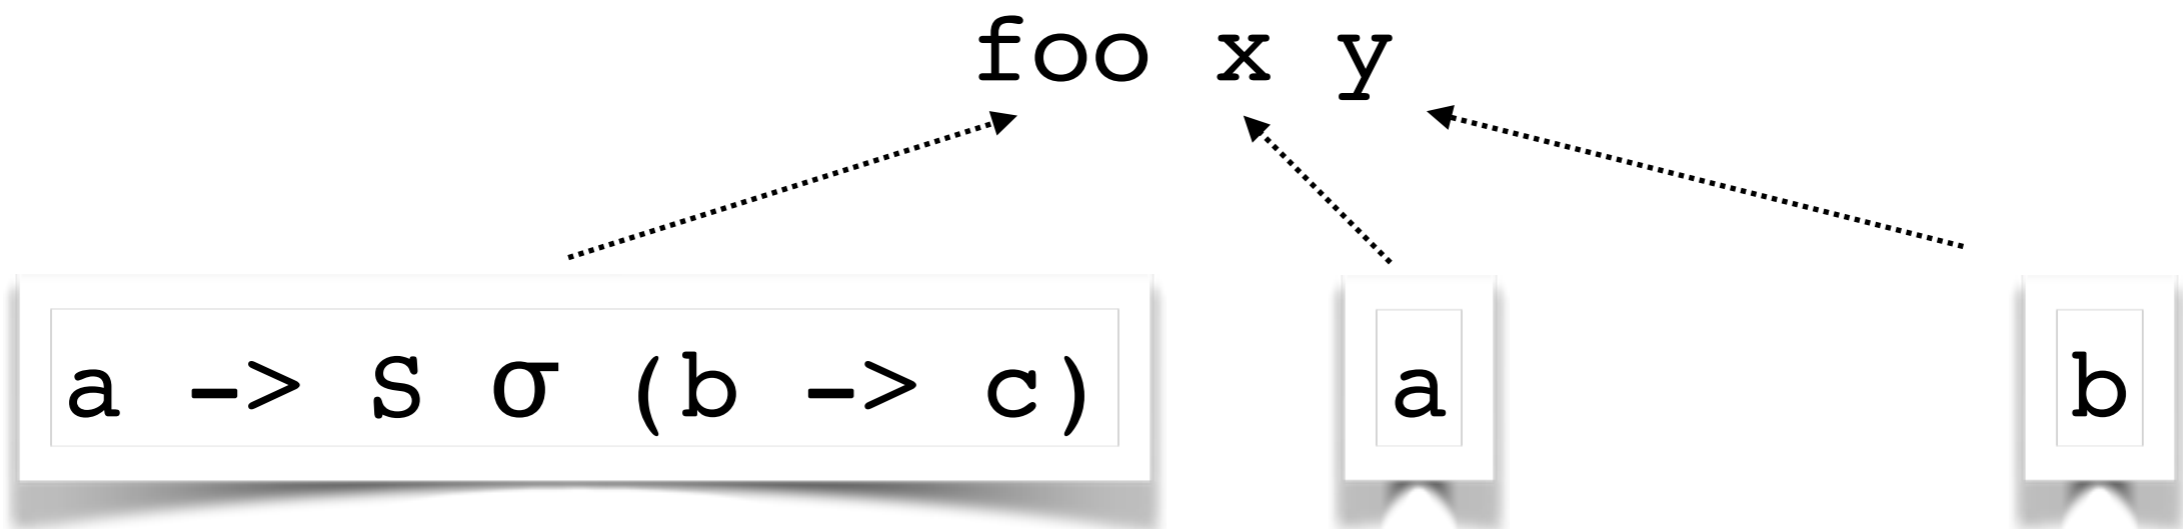 foo x y
a -> S σ (b -> c) a b